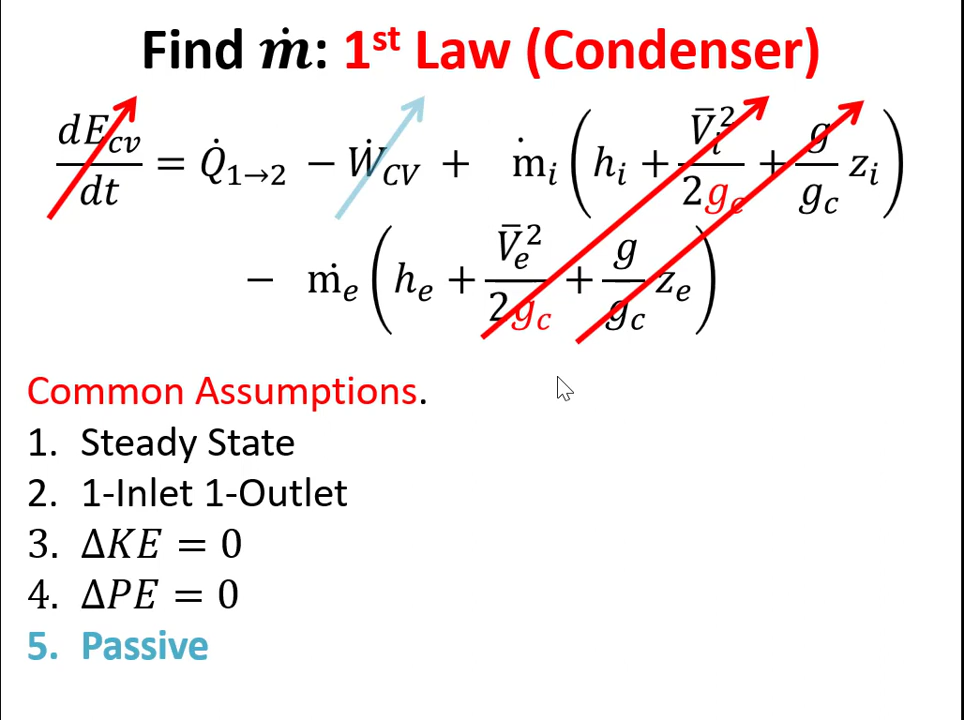 Find ṁ: 1st Law (Condenser)
dE_cv/dt = Q̇_1→2 − Ẇ_CV + ṁ_i (h_i + V̄_i²/2g_c + g/g_c z_i)
− ṁ_e (h_e + V̄_e²/2g_c + g/g_c z_e)
Common Assumptions.
1. Steady State
2. 1-Inlet 1-Outlet
3. ΔKE = 0
4. ΔPE = 0
5. Passive